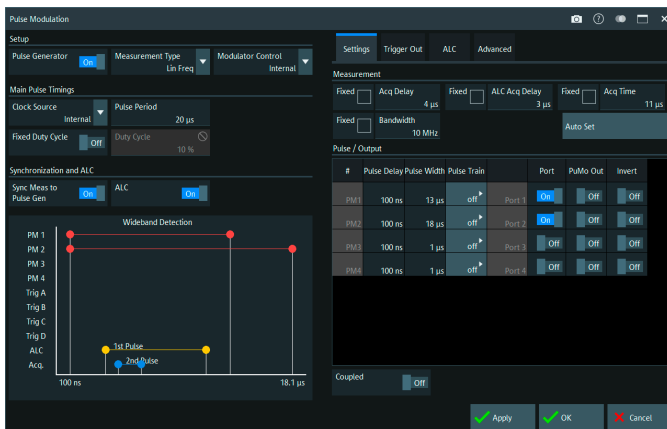 Pulse Modulation
Setup
Pulse Generator
On
Measurement Type
Lin Freq
Modulator Control
Internal
Main Pulse Timings
Clock Source
Internal
Pulse Period
20 µs
Fixed Duty Cycle
Off
Duty Cycle
10 %
Synchronization and ALC
Sync Meas to
Pulse Gen
On
ALC
On
Wideband Detection
PM 1
PM 2
PM 3
PM 4
Trig A
Trig B
Trig C
Trig D
ALC
1st Pulse
Acq.
2nd Pulse
100 ns
18.1 µs
Settings
Trigger Out
ALC
Advanced
Measurement
Fixed
Acq Delay
4 µs
Fixed
ALC Acq Delay
3 µs
Fixed
Acq Time
11 µs
Fixed
Bandwidth
10 MHz
Auto Set
Pulse / Output
# Pulse Delay Pulse Width Pulse Train Port PuMo Out Invert
PM1 100 ns 13 µs off Port 1 On Off Off
PM2 100 ns 18 µs off Port 2 On Off Off
PM3 100 ns 1 µs off Port 3 Off Off Off
PM4 100 ns 1 µs off Port 4 Off Off Off
Coupled
Off
Apply
OK
Cancel